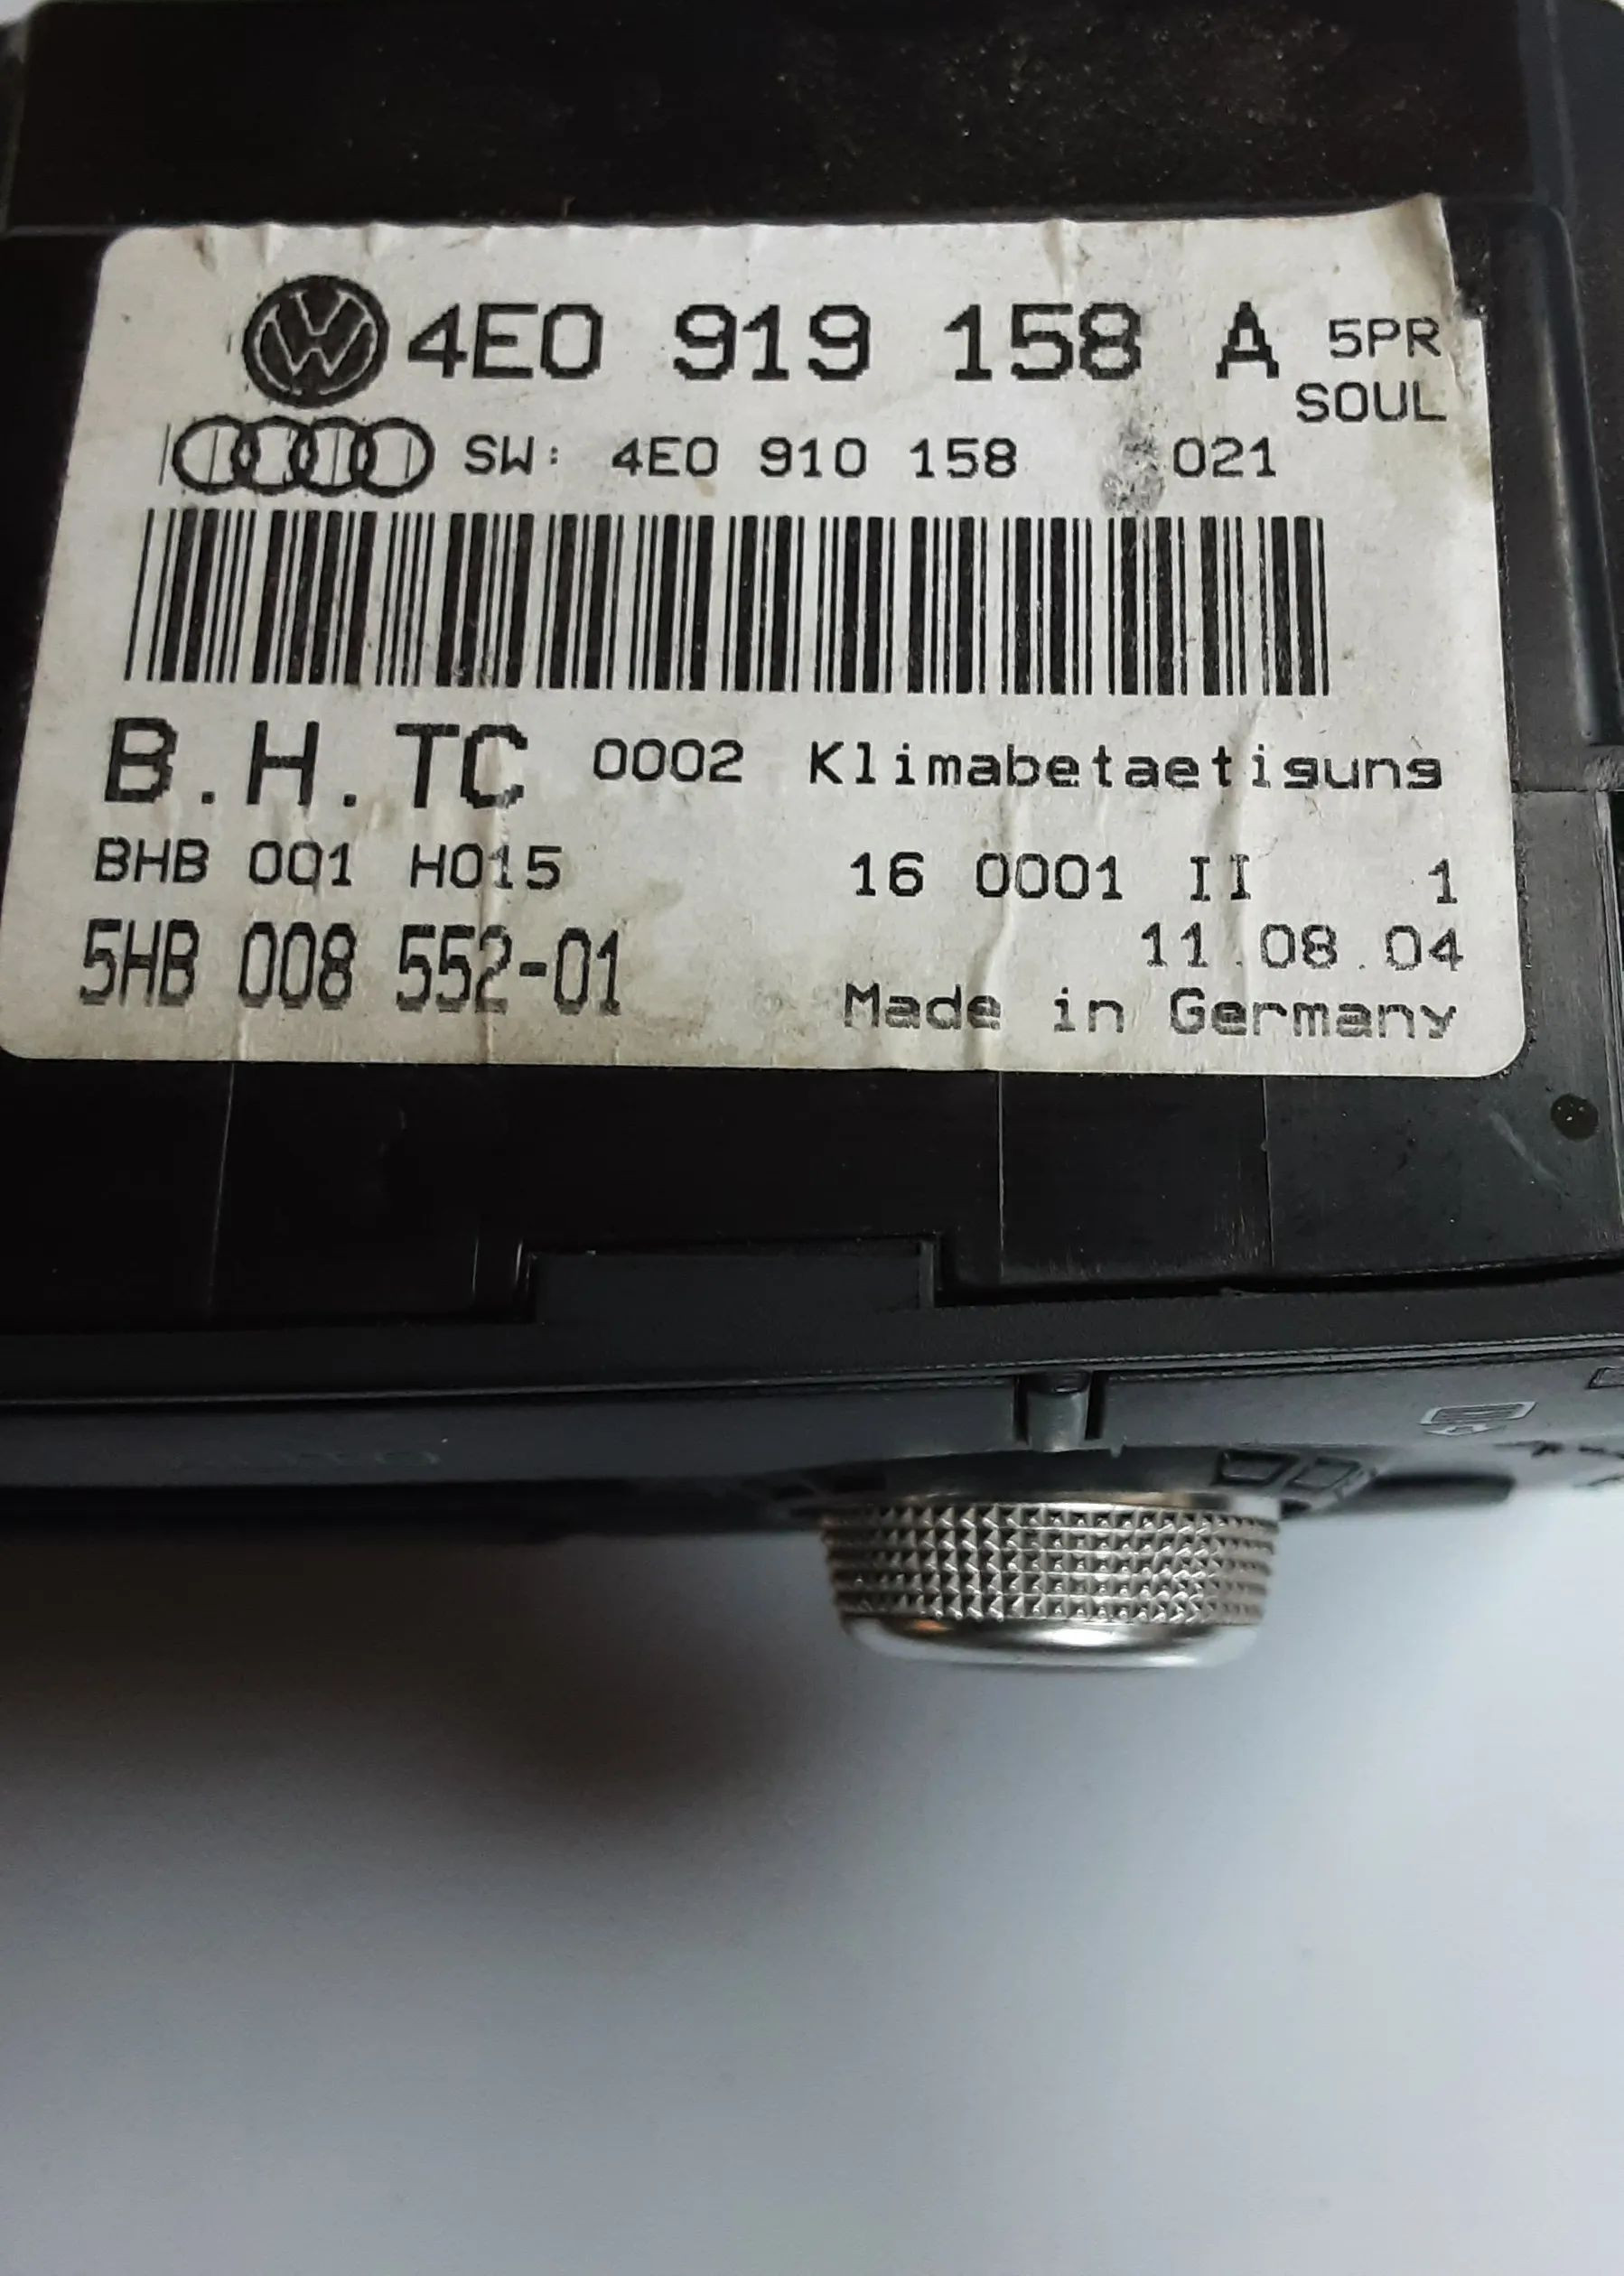 4E0 919 158 A 5PR
SOUL
SW: 4E0 910 158 021
B.H.TC 0002 Klimabetaetigung
BHB 001 H015 16 0001 II 1
11.08.04
5HB 008 552-01
Made in Germany